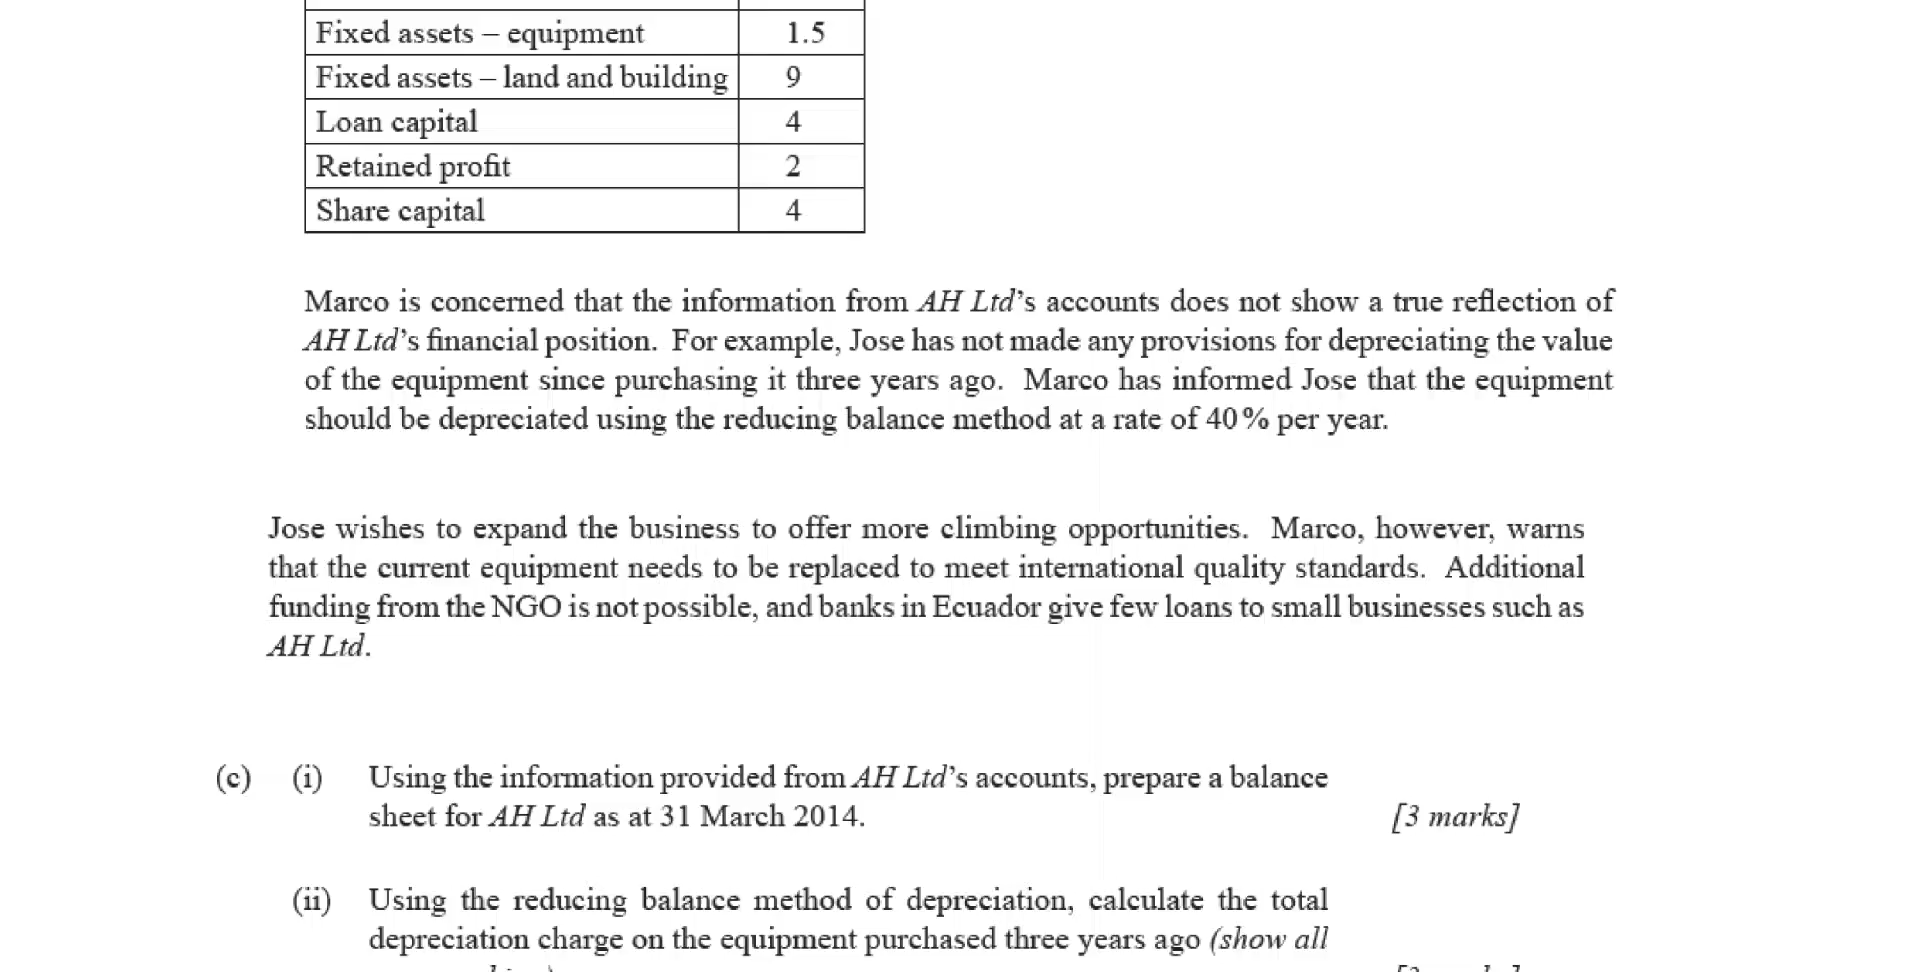 Fixed assets – equipment 1.5
Fixed assets – land and building 9
Loan capital 4
Retained profit 2
Share capital 4
Marco is concerned that the information from AH Ltd's accounts does not show a true reflection of
AH Ltd's financial position. For example, Jose has not made any provisions for depreciating the value
of the equipment since purchasing it three years ago. Marco has informed Jose that the equipment
should be depreciated using the reducing balance method at a rate of 40% per year.
Jose wishes to expand the business to offer more climbing opportunities. Marco, however, warns
that the current equipment needs to be replaced to meet international quality standards. Additional
funding from the NGO is not possible, and banks in Ecuador give few loans to small businesses such as
AH Ltd.
(c) (i) Using the information provided from AH Ltd's accounts, prepare a balance
sheet for AH Ltd as at 31 March 2014. [3 marks]
(ii) Using the reducing balance method of depreciation, calculate the total
depreciation charge on the equipment purchased three years ago (show all